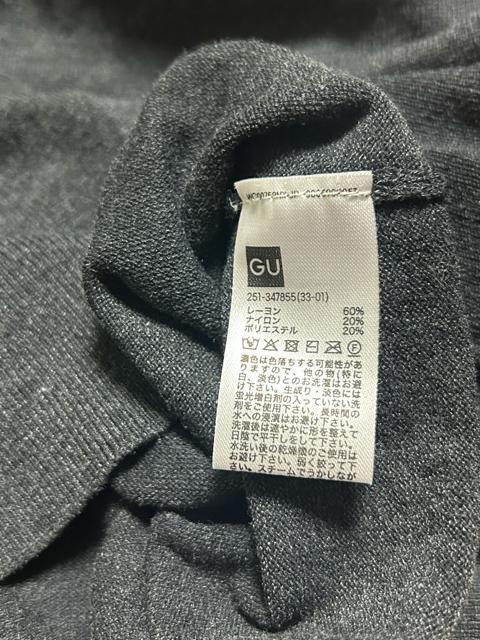 GU
251-347855(33-01)
レーヨン 60%
ナイロン 20%
ポリエステル 20%
濃色は色落ちする可能性があ
りますので、他の物(特に
白、淡色)とのお洗濯はお避
け下さい。生成り・淡色には
蛍光増白剤の入っていない洗
剤をご使用下さい。長時間の
水への浸漬はお避け下さい。
洗濯後は速やかに形を整えて
日陰で平干しをして下さい。
水洗い後の乾燥機のご使用は
お避け下さい。弱く絞って下
さい。スチームでうかしなが